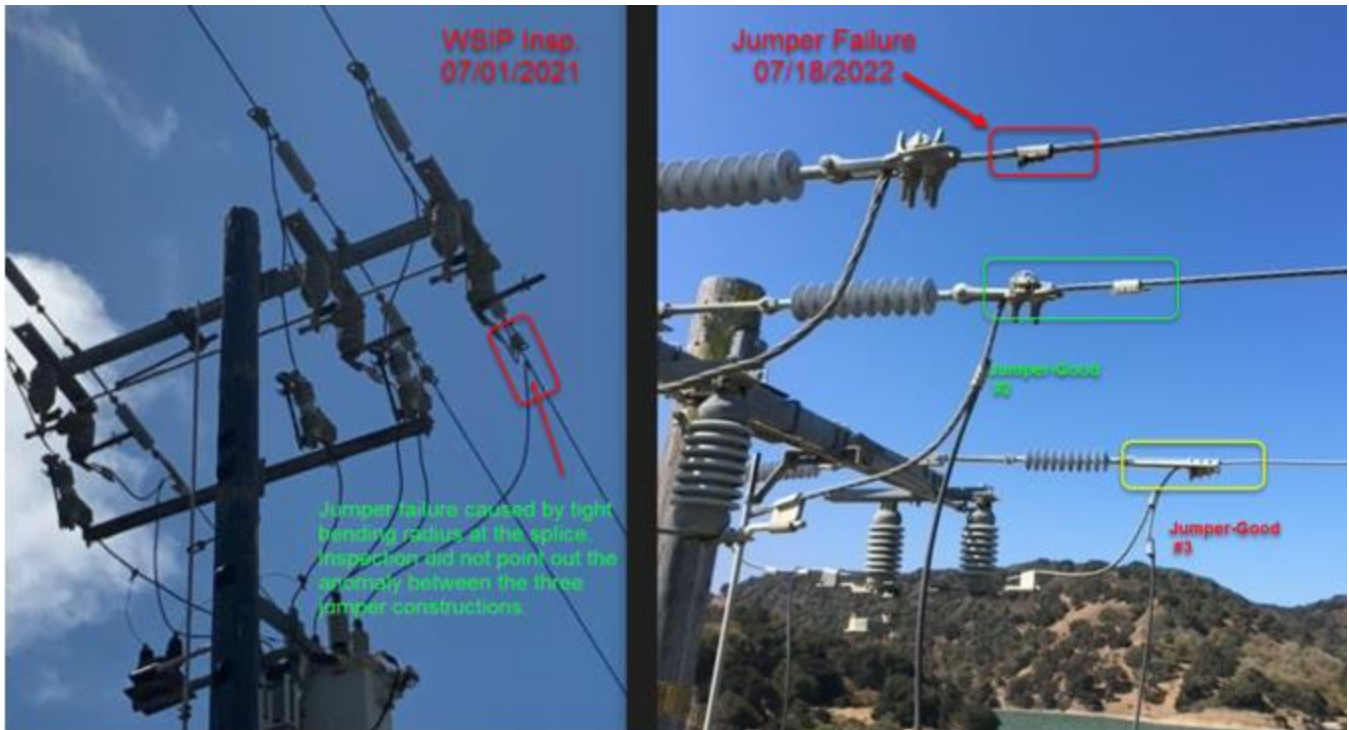 WSIP Insp.
07/01/2021
Jumper failure caused by tight
bending radius at the splice.
Inspection did not point out the
anomaly between the three
jumper constructions.
Jumper Failure
07/18/2022
Jumper-Good
#2
Jumper-Good
#3